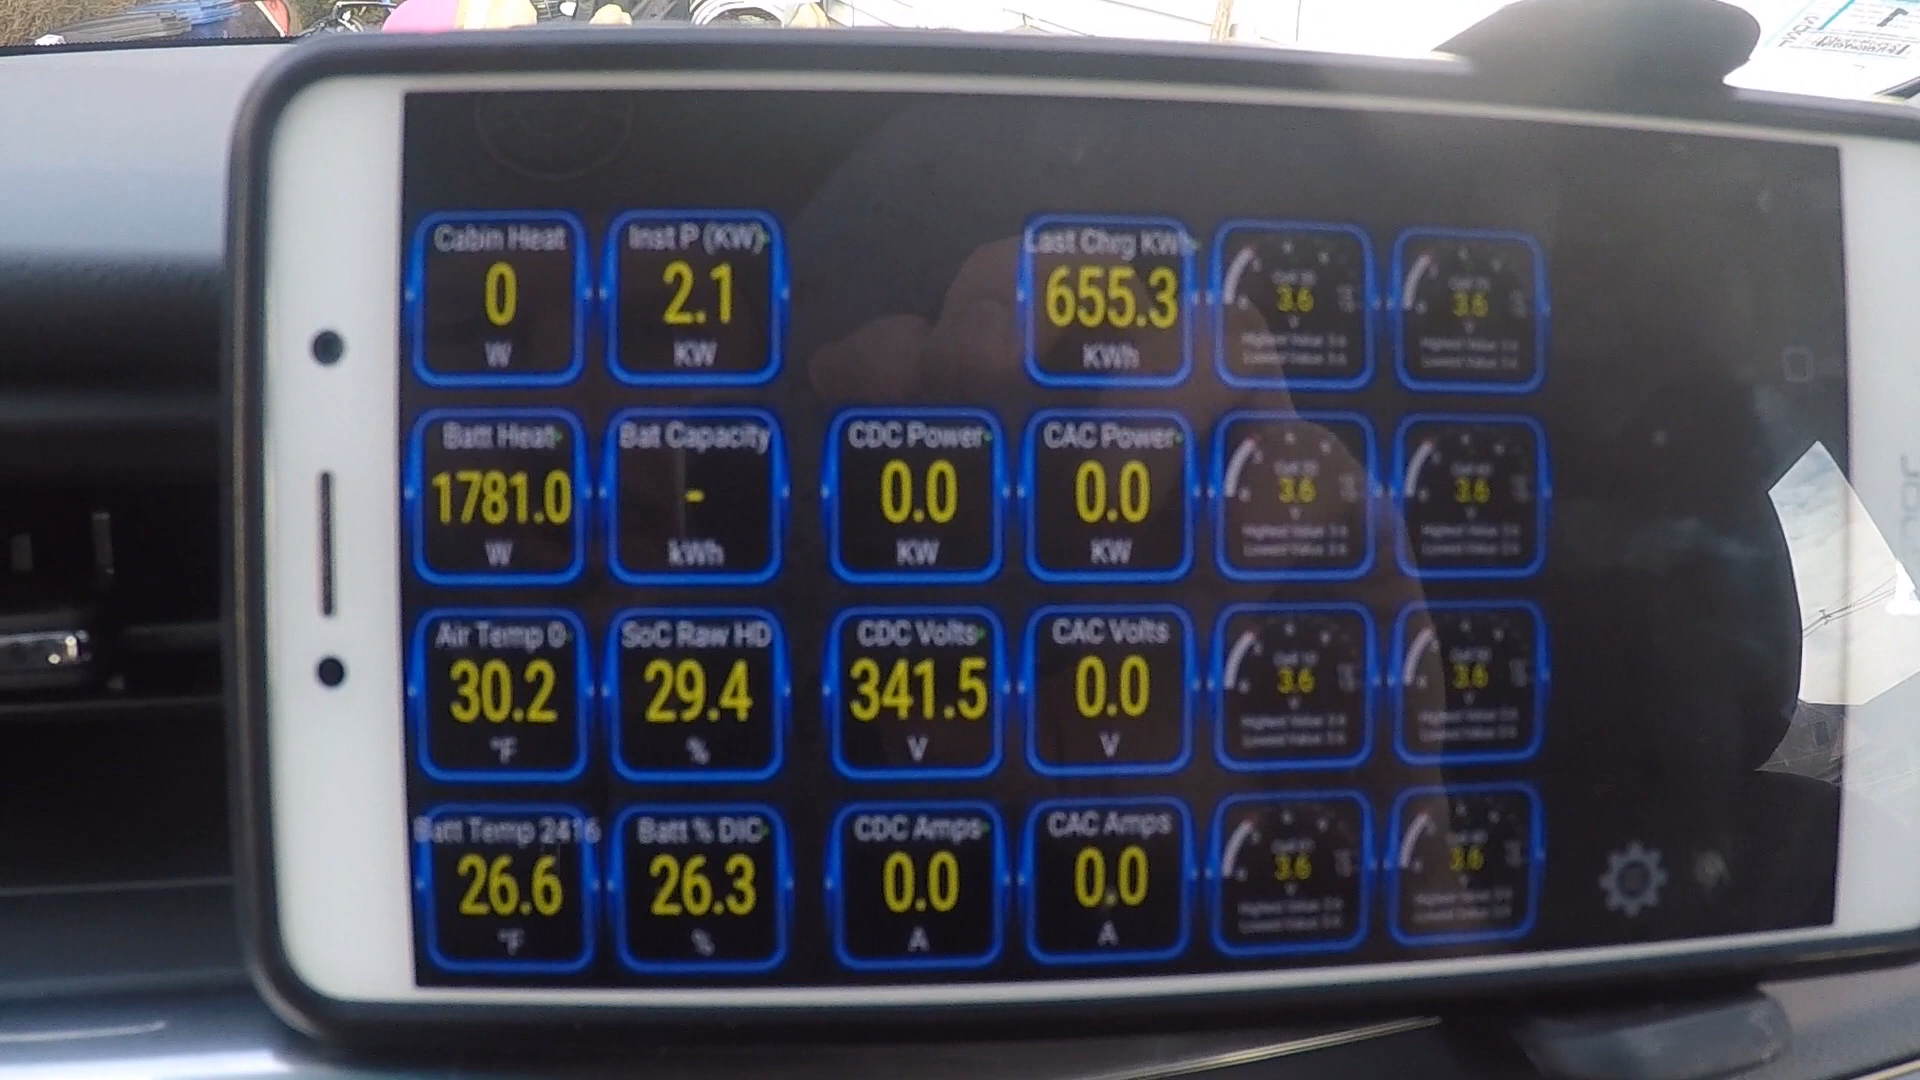 Cabin Heat
0
W
Inst P (KW)
2.1
KW
Last Chrg KWh
655.3
KWh
3.6
V
3.6
V
Batt Heat
1781.0
W
Bat Capacity
-
kWh
CDC Power
0.0
KW
CAC Power
0.0
KW
3.6
V
3.6
V
Air Temp 0
30.2
°F
SoC Raw HD
29.4
%
CDC Volts
341.5
V
CAC Volts
0.0
V
3.6
V
3.6
V
Batt Temp 2416
26.6
°F
Batt % DIC
26.3
%
CDC Amps
0.0
A
CAC Amps
0.0
A
3.6
V
3.6
V